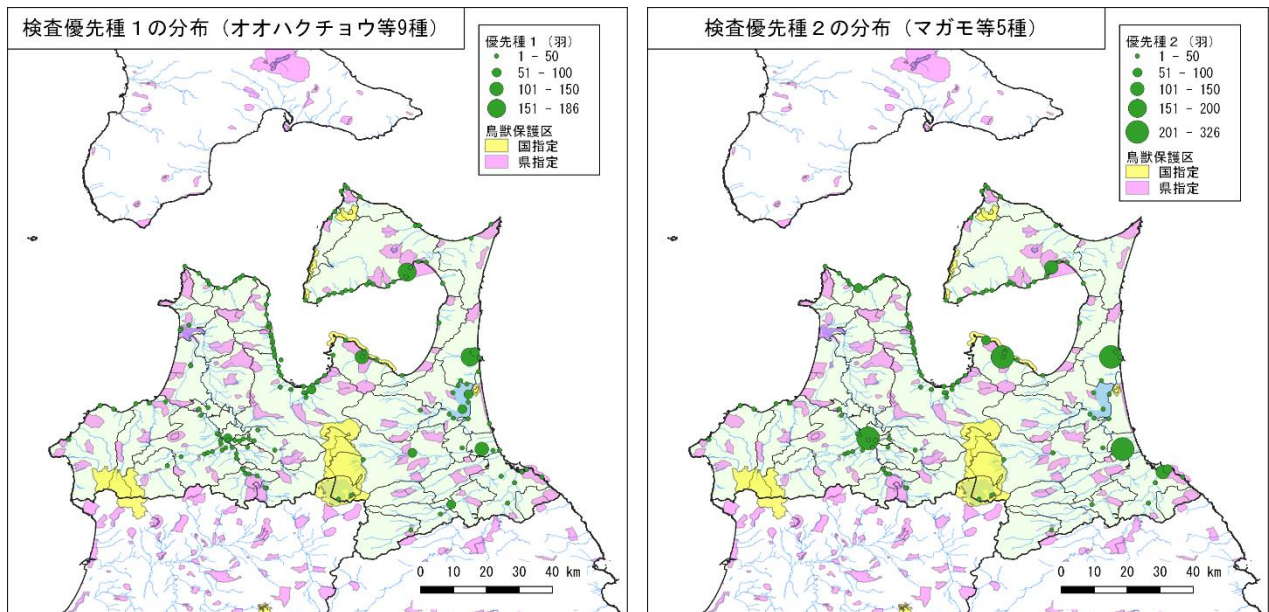 検査優先種１の分布（オオハクチョウ等9種）
優先種１（羽）
1 - 50
51 - 100
101 - 150
151 - 186
鳥獣保護区
国指定
県指定
0 10 20 30 40 km
検査優先種２の分布（マガモ等5種）
優先種２（羽）
1 - 50
51 - 100
101 - 150
151 - 200
201 - 326
鳥獣保護区
国指定
県指定
0 10 20 30 40 km